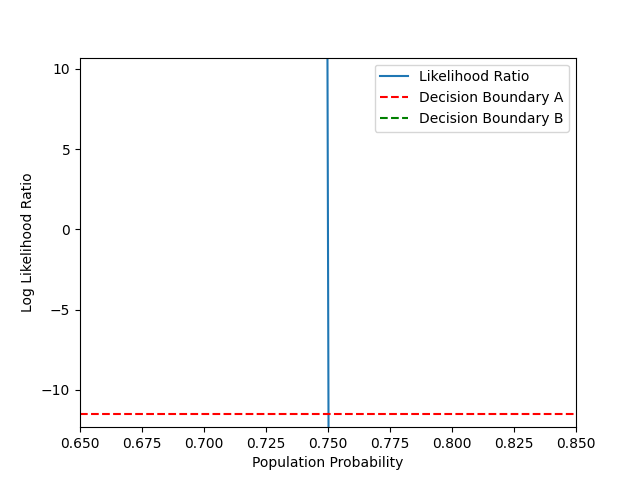 Likelihood Ratio
Decision Boundary A
Decision Boundary B
10
5
0
−5
−10
Log Likelihood Ratio
0.650 0.675 0.700 0.725 0.750 0.775 0.800 0.825 0.850
Population Probability